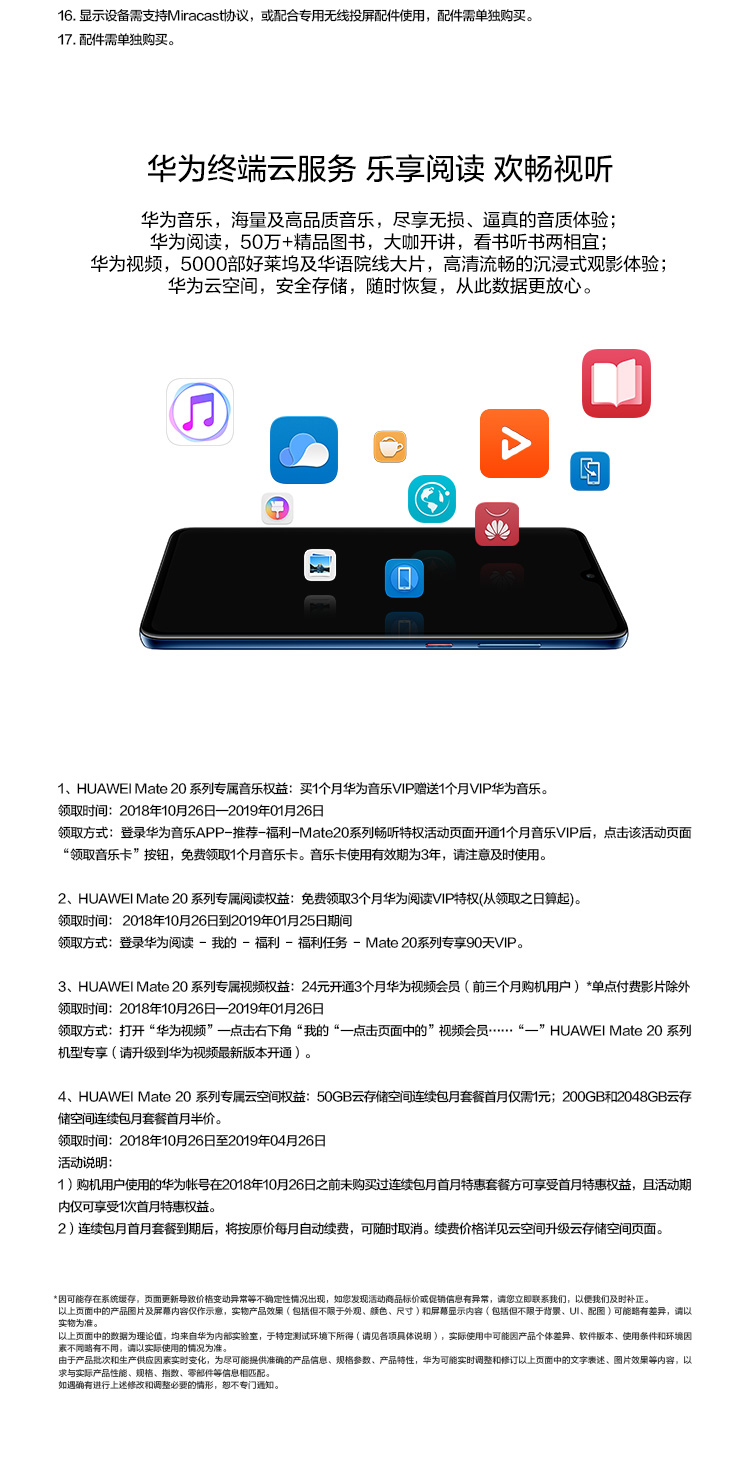 16. 显示设备需支持Miracast协议，或配合专用无线投屏配件使用，配件需单独购买。
17. 配件需单独购买。
华为终端云服务 乐享阅读 欢畅视听
华为音乐，海量及高品质音乐，尽享无损、逼真的音质体验；
华为阅读，50万+精品图书，大咖开讲，看书听书两相宜；
华为视频，5000部好莱坞及华语院线大片，高清流畅的沉浸式观影体验；
华为云空间，安全存储，随时恢复，从此数据更放心。
1、HUAWEI Mate 20 系列专属音乐权益：买1个月华为音乐VIP赠送1个月VIP华为音乐。
领取时间：2018年10月26日—2019年01月26日
领取方式：登录华为音乐APP–推荐–福利–Mate20系列畅听特权活动页面开通1个月音乐VIP后，点击该活动页面
“领取音乐卡”按钮，免费领取1个月音乐卡。音乐卡使用有效期为3年，请注意及时使用。
2、HUAWEI Mate 20 系列专属阅读权益：免费领取3个月华为阅读VIP特权(从领取之日算起)。
领取时间： 2018年10月26日到2019年01月25日期间
领取方式：登录华为阅读 – 我的 – 福利 – 福利任务 – Mate 20系列专享90天VIP。
3、HUAWEI Mate 20 系列专属视频权益：24元开通3个月华为视频会员（前三个月购机用户）*单点付费影片除外
领取时间：2018年10月26日—2019年01月26日
领取方式：打开“华为视频”—点击右下角“我的“—点击页面中的”视频会员……“—”HUAWEI Mate 20 系列
机型专享（请升级到华为视频最新版本开通）。
4、HUAWEI Mate 20 系列专属云空间权益：50GB云存储空间连续包月套餐首月仅需1元；200GB和2048GB云存
储空间连续包月套餐首月半价。
领取时间：2018年10月26日至2019年04月26日
活动说明：
1）购机用户使用的华为帐号在2018年10月26日之前未购买过连续包月首月特惠套餐方可享受首月特惠权益，且活动期
内仅可享受1次首月特惠权益。
2）连续包月首月套餐到期后，将按原价每月自动续费，可随时取消。续费价格详见云空间升级云存储空间页面。
*因可能存在系统缓存，页面更新导致价格变动异常等不确定性情况出现，如您发现活动商品标价或促销信息有异常，请您立即联系我们，以便我们及时补正。
以上页面中的产品图片及屏幕内容仅作示意，实物产品效果（包括但不限于外观、颜色、尺寸）和屏幕显示内容（包括但不限于背景、UI、配图）可能略有差异，请以
实物为准。
以上页面中的数据为理论值，均来自华为内部实验室，于特定测试环境下所得（请见各项具体说明），实际使用中可能因产品个体差异、软件版本、使用条件和环境因
素不同略有不同，请以实际使用的情况为准。
由于产品批次和生产供应因素实时变化，为尽可能提供准确的产品信息、规格参数、产品特性，华为可能实时调整和修订以上页面中的文字表述、图片效果等内容，以
求与实际产品性能、规格、指数、零部件等信息相匹配。
如遇确有进行上述修改和调整必要的情形，恕不专门通知。